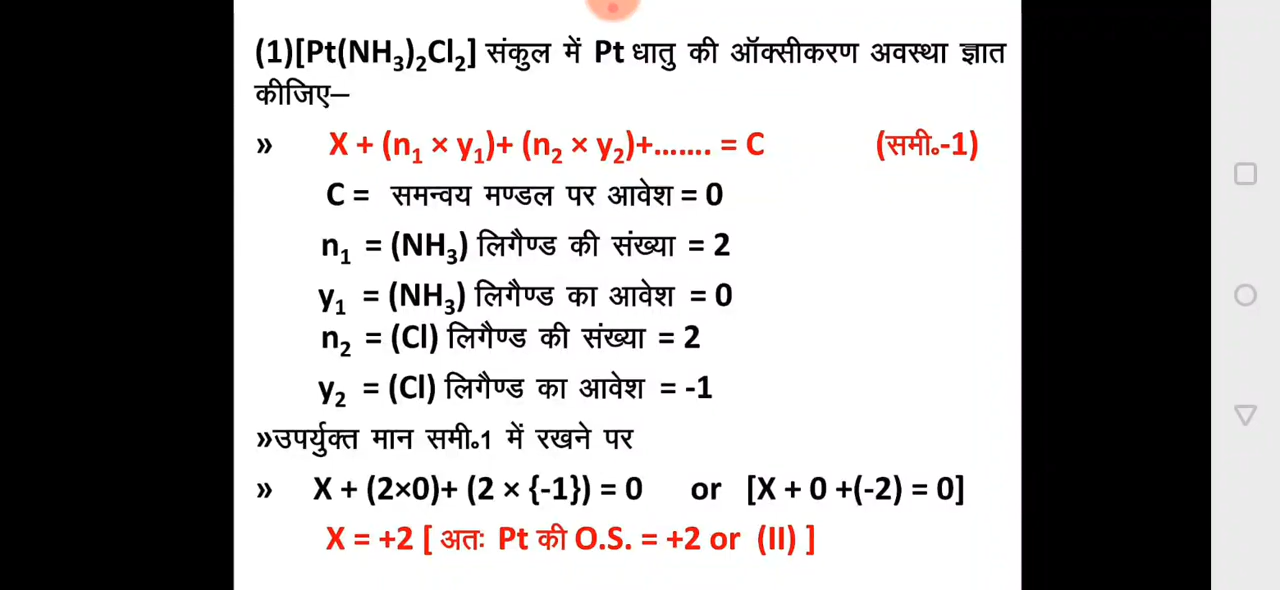 (1)[Pt(NH₃)₂Cl₂] संकुल में Pt धातु की ऑक्सीकरण अवस्था ज्ञात
कीजिए–
» X + (n₁ × y₁)+ (n₂ × y₂)+....... = C (समी॰-1)
C = समन्वय मण्डल पर आवेश = 0
n₁ = (NH₃) लिगैण्ड की संख्या = 2
y₁ = (NH₃) लिगैण्ड का आवेश = 0
n₂ = (Cl) लिगैण्ड की संख्या = 2
y₂ = (Cl) लिगैण्ड का आवेश = -1
»उपर्युक्त मान समी॰1 में रखने पर
» X + (2×0)+ (2 × {-1}) = 0 or [X + 0 +(-2) = 0]
X = +2 [ अतः Pt की O.S. = +2 or (II) ]